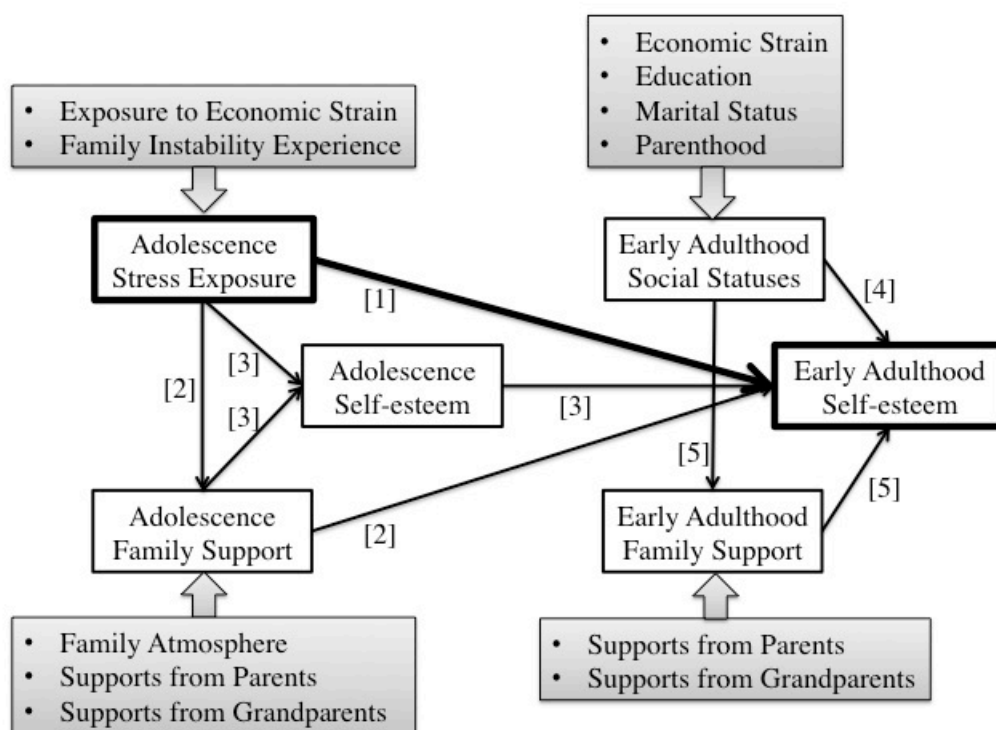 • Exposure to Economic Strain
• Family Instability Experience
• Economic Strain
• Education
• Marital Status
• Parenthood
Adolescence
Stress Exposure
Early Adulthood
Social Statuses
[1]
[4]
[2]
[3]
[3]
Adolescence
Self-esteem
[3]
Early Adulthood
Self-esteem
[5]
[5]
Adolescence
Family Support
[2]
Early Adulthood
Family Support
• Family Atmosphere
• Supports from Parents
• Supports from Grandparents
• Supports from Parents
• Supports from Grandparents